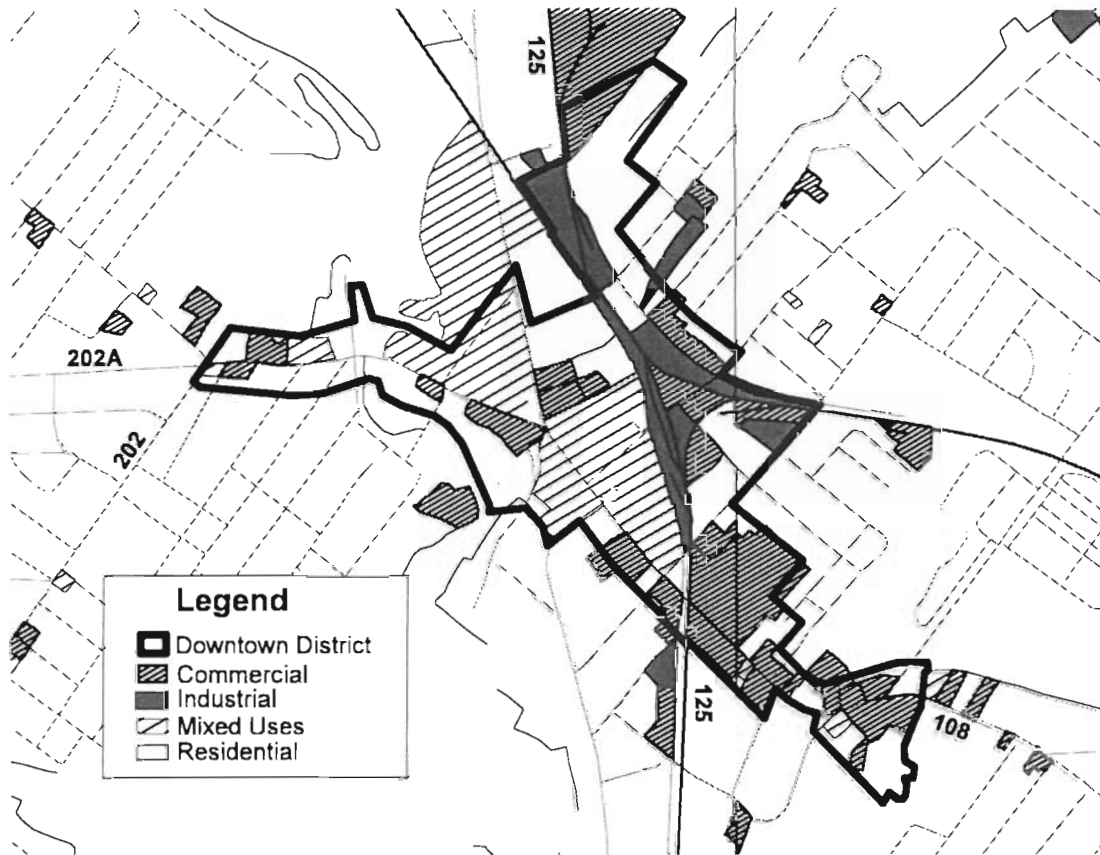 125
202A
202
Legend
Downtown District
Commercial
Industrial
Mixed Uses
Residential
125
108